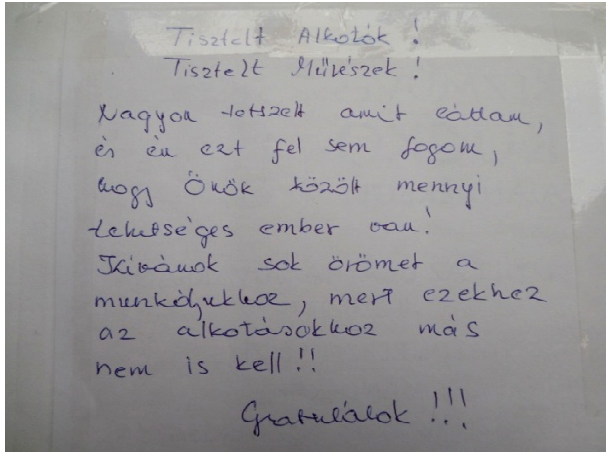 Tisztelt Alkotók !
Tisztelt Művészek !
Nagyon tetszett amit láttam,
és én ezt fel sem fogom,
hogy Önök között mennyi
tehetséges ember van!
Kívánok sok örömet a
munkájukhoz, mert ezekhez
az alkotásokhoz más
nem is kell!!
Gratulálok !!!